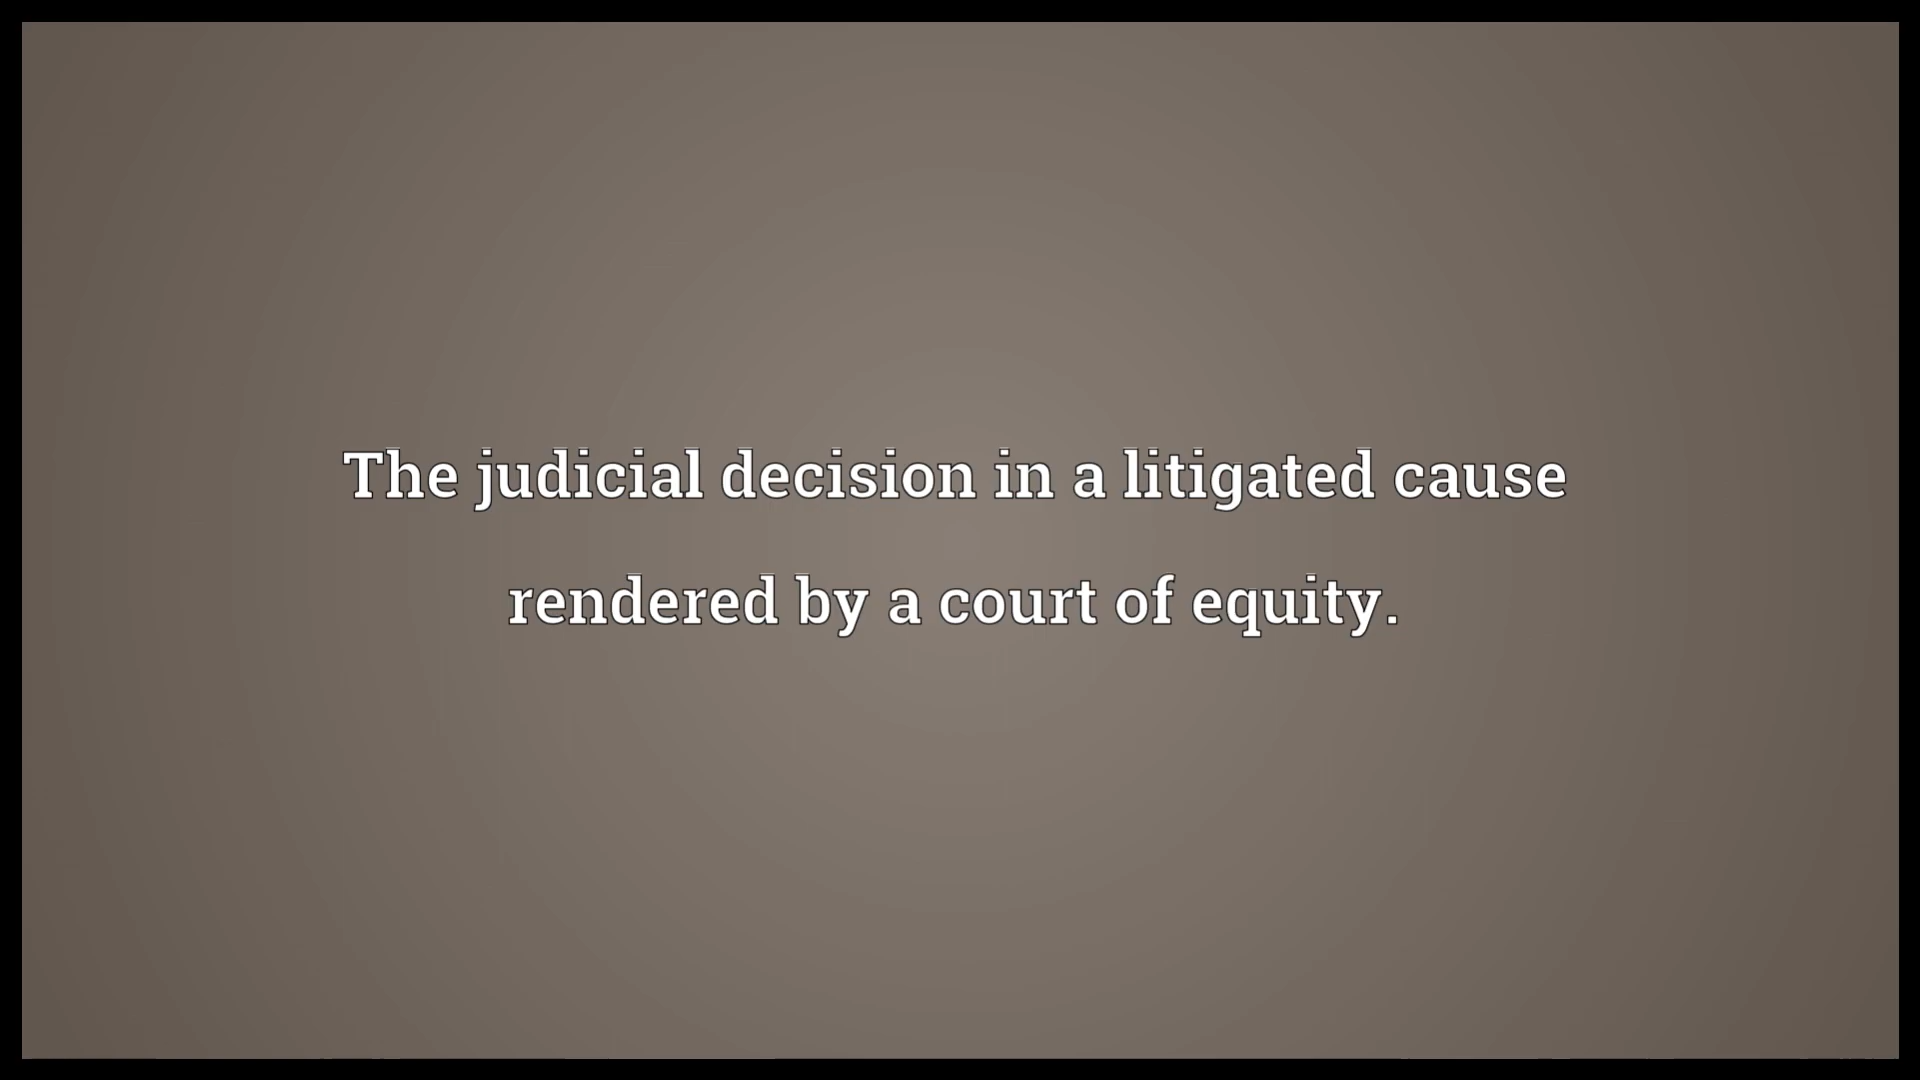 The judicial decision in a litigated cause
rendered by a court of equity.